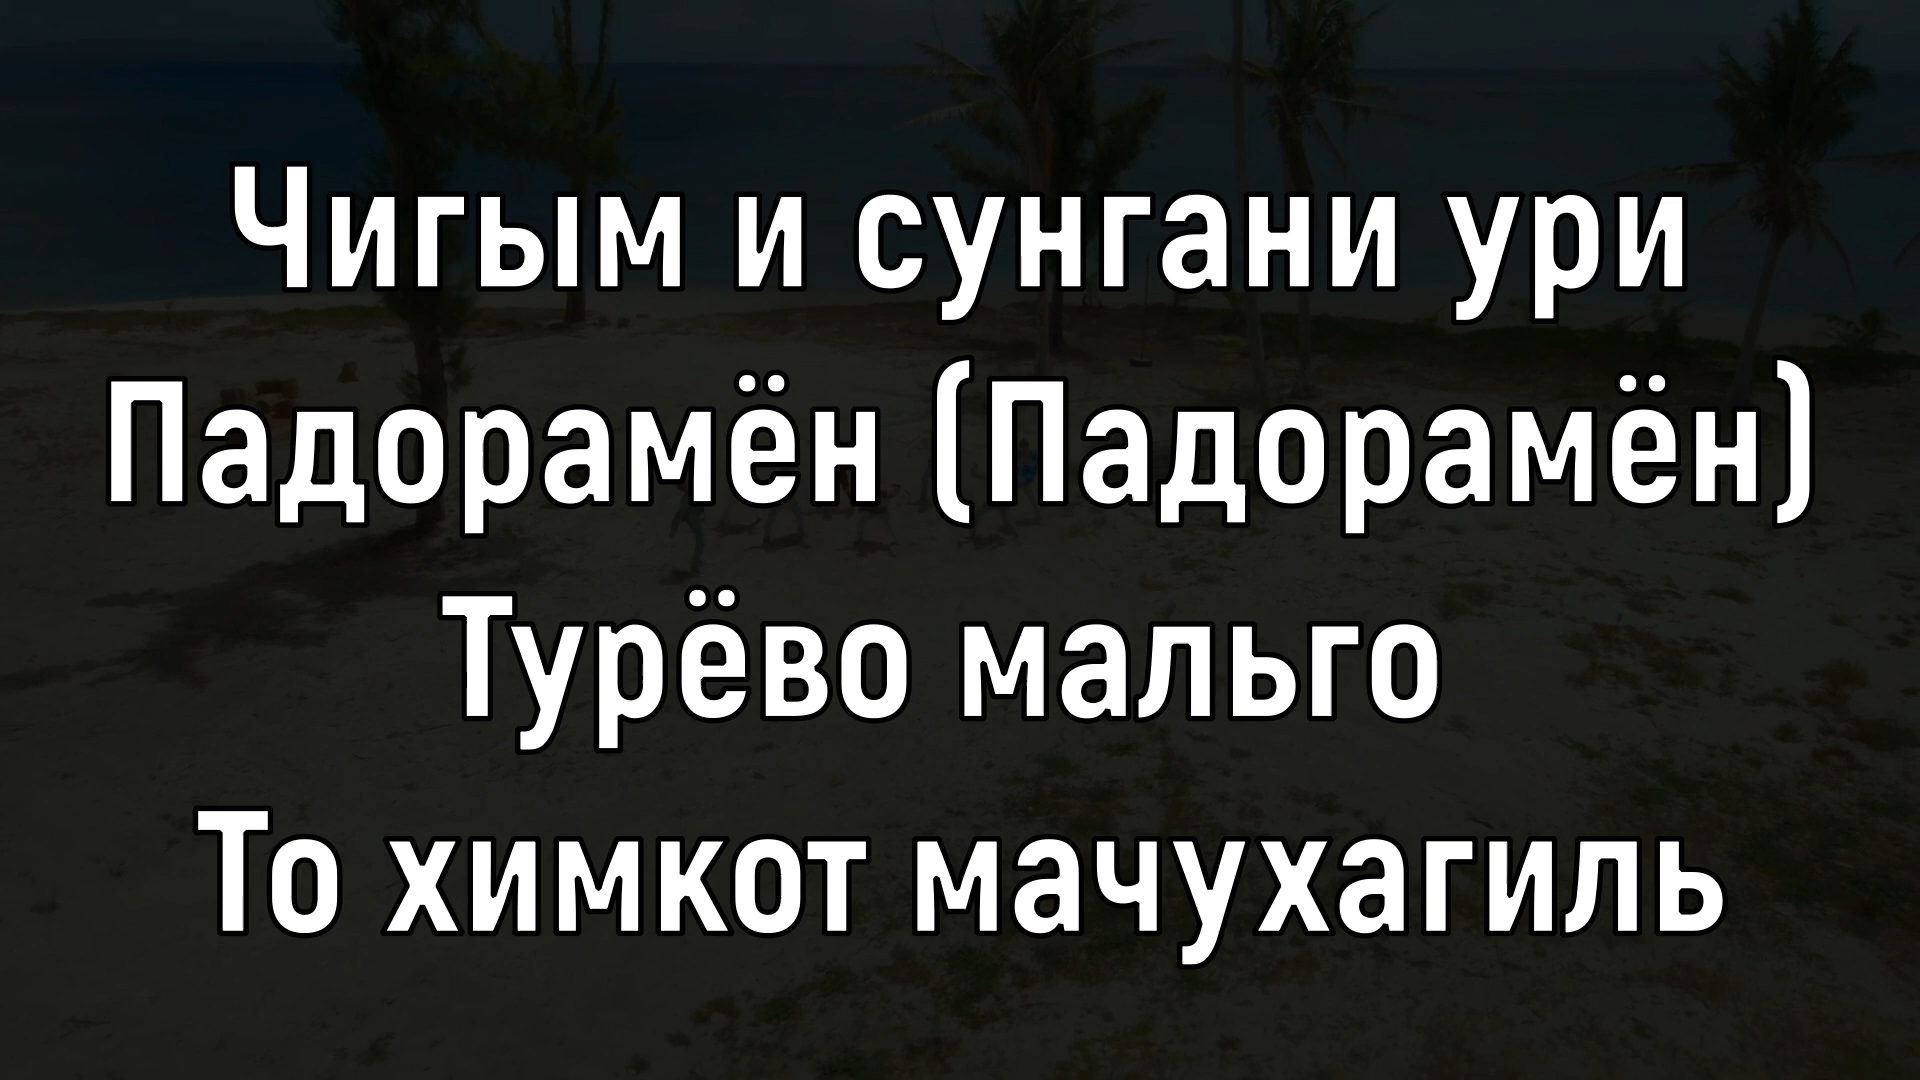 Чигым и сунгани ури
Падорамён (Падорамён)
Турёво мальго
То химкот мачухагиль